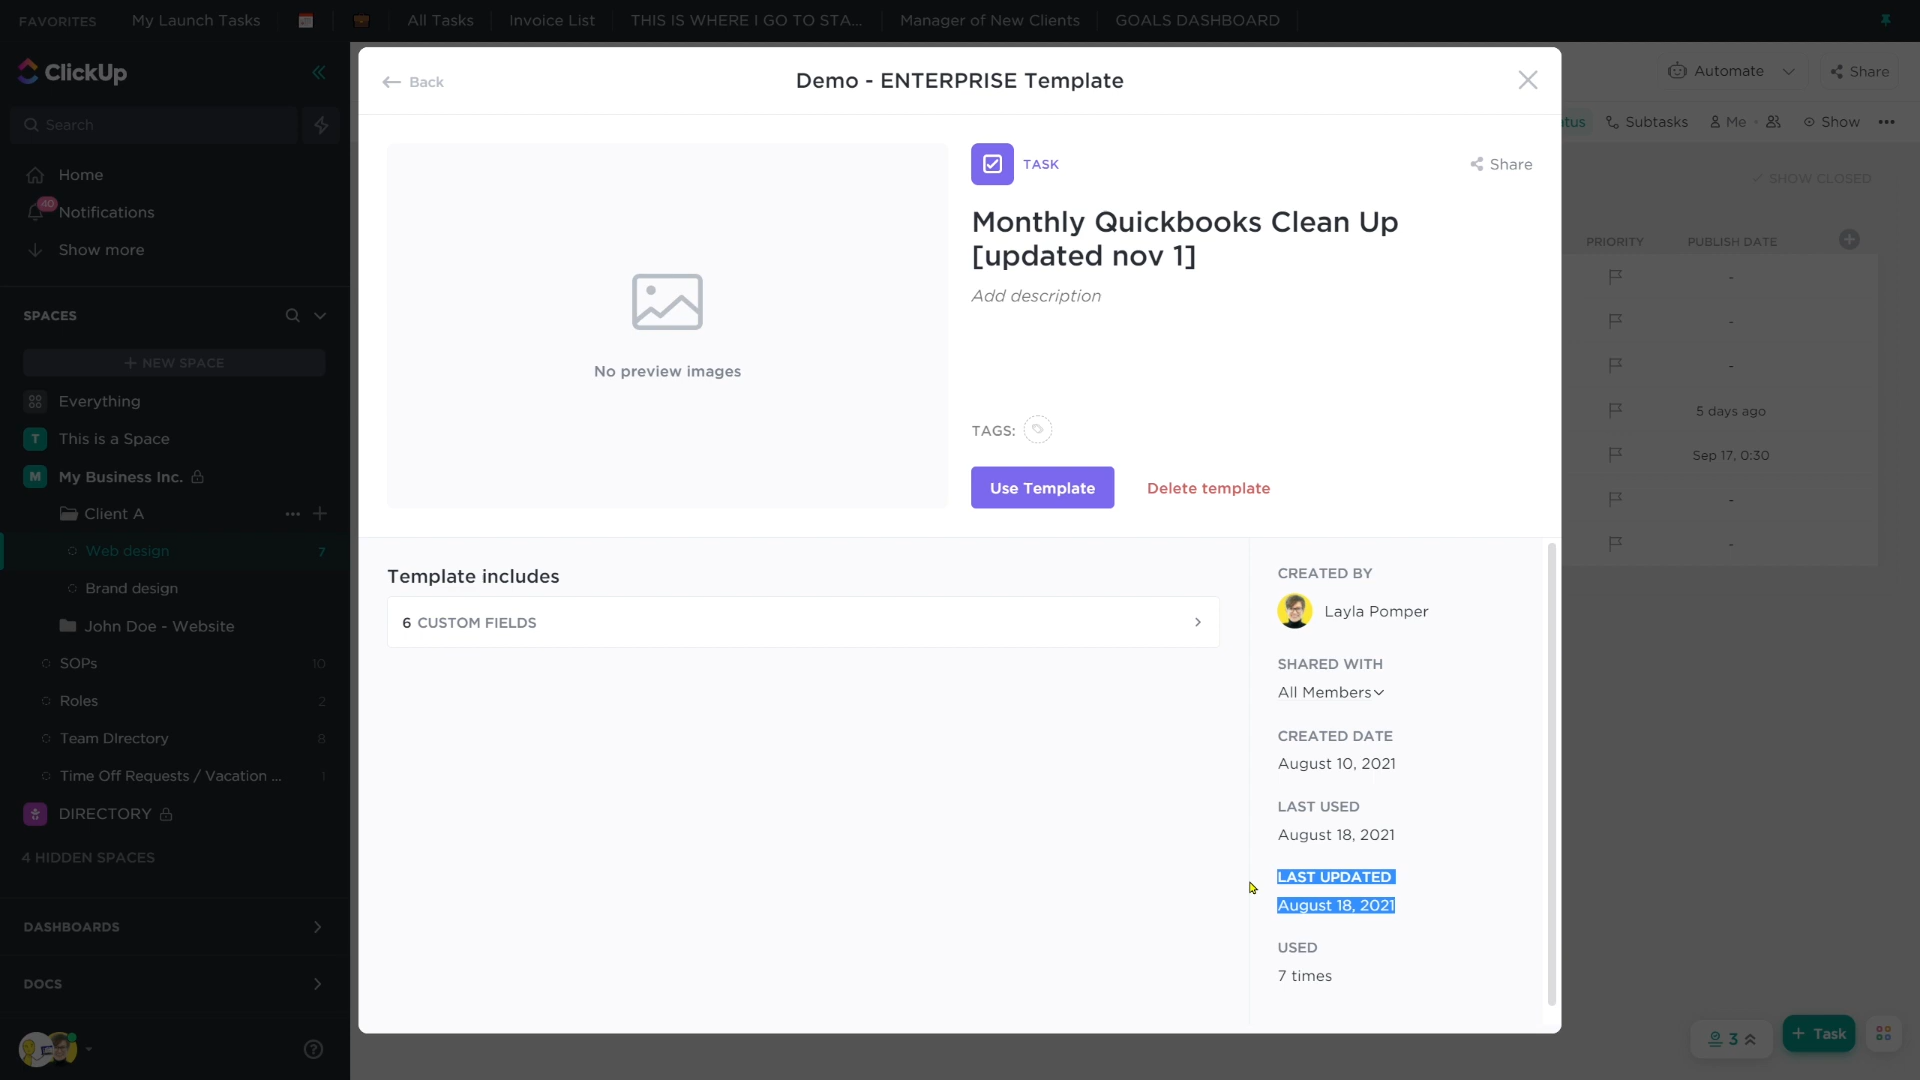 FAVORITES
My Launch Tasks
All Tasks
Invoice List
THIS IS WHERE I GO TO STA...
Manager of New Clients
GOALS DASHBOARD
ClickUp
Search
Home
40
Notifications
Show more
SPACES
+ NEW SPACE
Everything
T
This is a Space
M
My Business Inc.
Client A
Web design
7
Brand design
John Doe - Website
SOPs
10
Roles
2
Team DIrectory
8
Time Off Requests / Vacation ...
1
DIRECTORY
4 HIDDEN SPACES
DASHBOARDS
DOCS
Back
Demo - ENTERPRISE Template
No preview images
TASK
Share
Monthly Quickbooks Clean Up
[updated nov 1]
Add description
TAGS:
Use Template
Delete template
Template includes
6 CUSTOM FIELDS
CREATED BY
Layla Pomper
SHARED WITH
All Members
CREATED DATE
August 10, 2021
LAST USED
August 18, 2021
LAST UPDATED
August 18, 2021
USED
7 times
Automate
Share
Subtasks
Me
Show
SHOW CLOSED
PRIORITY
PUBLISH DATE
-
-
-
5 days ago
Sep 17, 0:30
-
-
3
+ Task